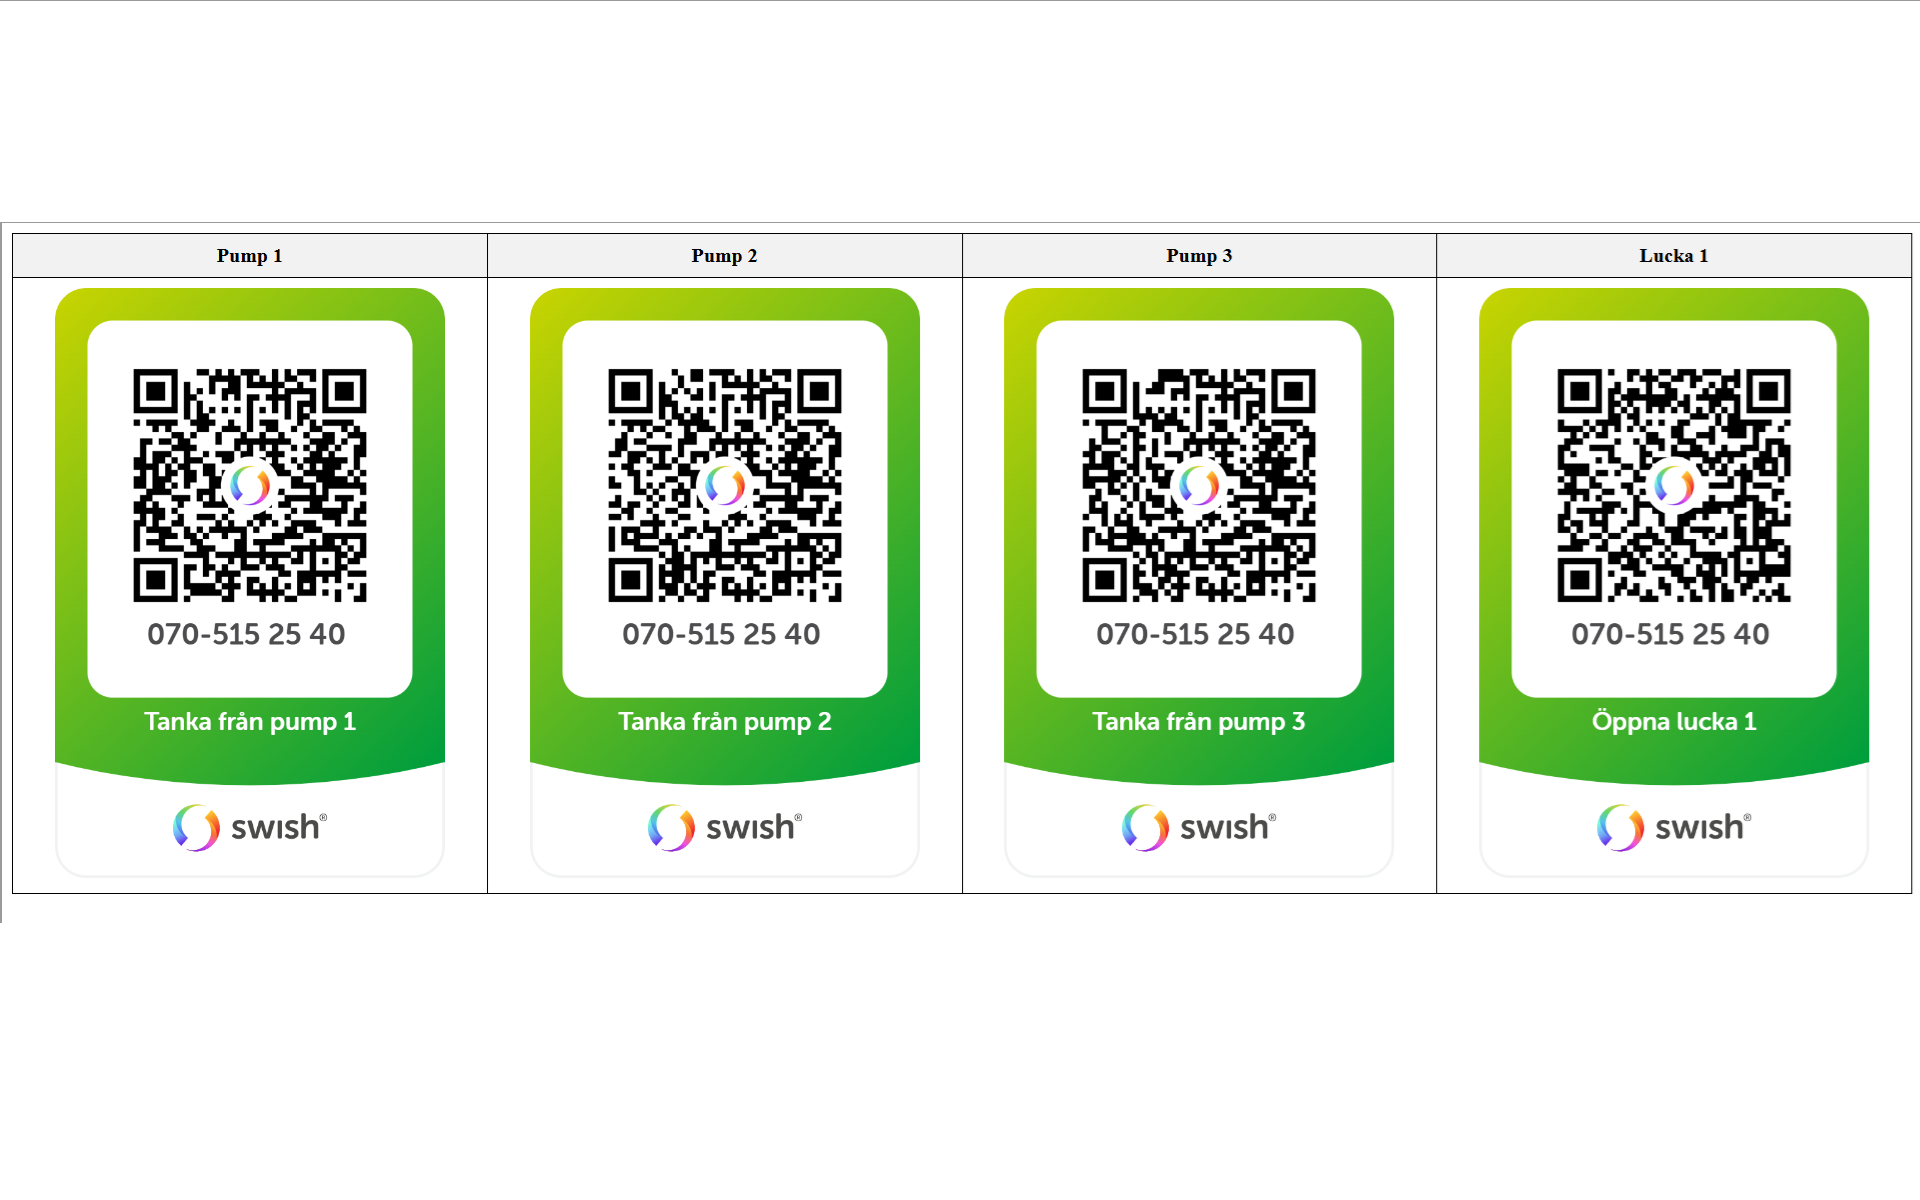 Pump 1
Pump 2
Pump 3
Lucka 1
070-515 25 40
070-515 25 40
070-515 25 40
070-515 25 40
Tanka från pump 1
Tanka från pump 2
Tanka från pump 3
Öppna lucka 1
swish®
swish®
swish®
swish®